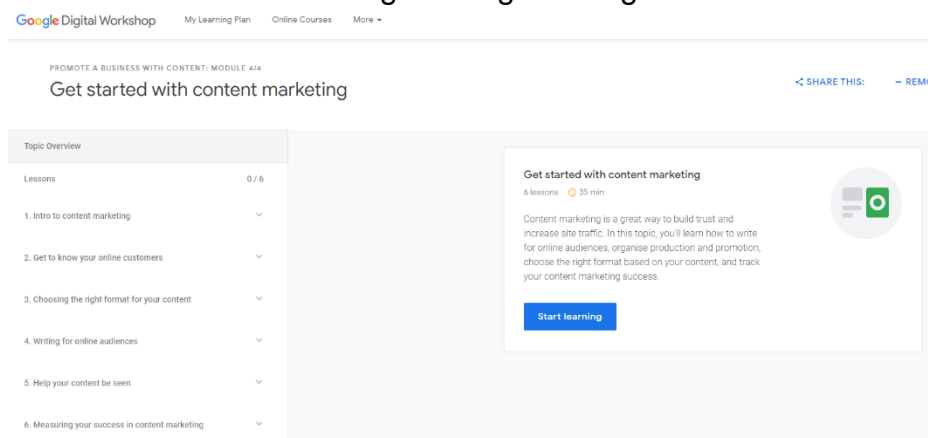 Google Digital Workshop My Learning Plan Online Courses More
PROMOTE A BUSINESS WITH CONTENT: MODULE 4/4
Get started with content marketing
SHARE THIS:
Topic Overview
Lessons 0 / 6
1. Intro to content marketing
2. Get to know your online customers
3. Choosing the right format for your content
4. Writing for online audiences
5. Help your content be seen
6. Measuring your success in content marketing
Get started with content marketing
6 lessons 35 min
Content marketing is a great way to build trust and
increase site traffic. In this topic, you'll learn how to write
for online audiences, organise production and promotion,
choose the right format based on your content, and track
your content marketing success.
Start learning